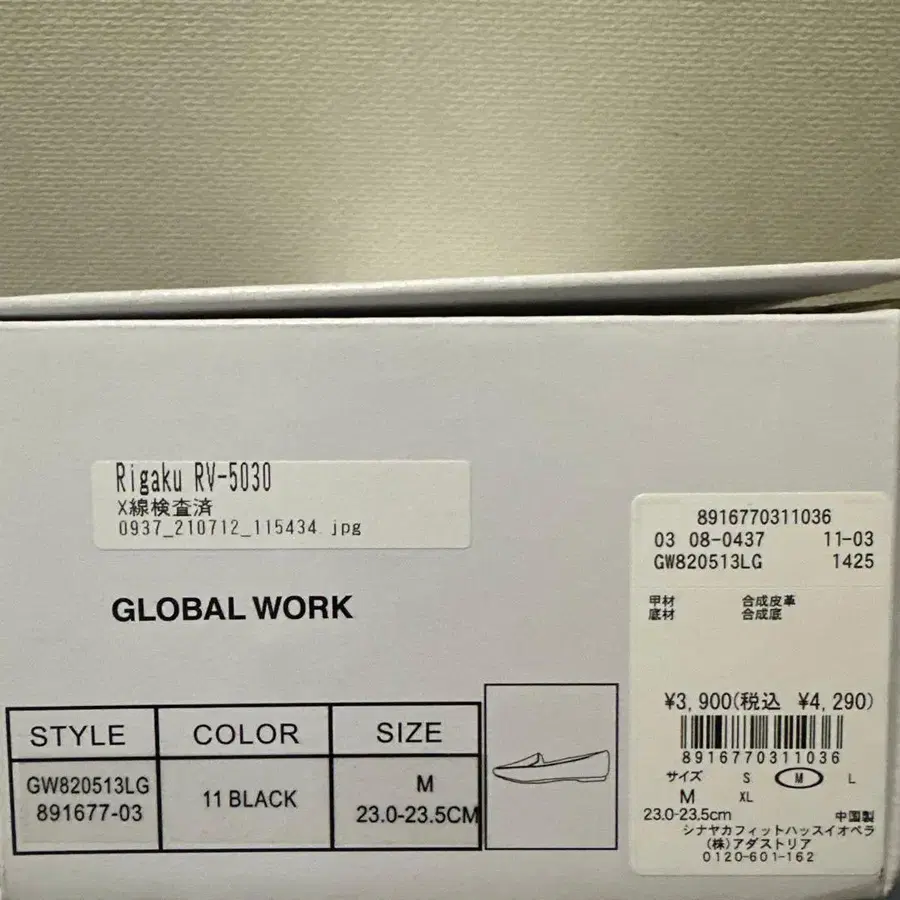 Rigaku RV-5030
X線検査済
0937_210712_115434.jpg
GLOBAL WORK
STYLE COLOR SIZE
GW820513LG
891677-03
11 BLACK
M
23.0-23.5CM
8916770311036
03 08-0437 11-03
GW820513LG 1425
甲材 合成皮革
底材 合成底
¥3,900(税込 ¥4,290)
8916770311036
サイズ S M L
M XL
23.0-23.5cm 中国製
シナヤカフィットハッスイオペラ
(株)アダストリア
0120-601-162